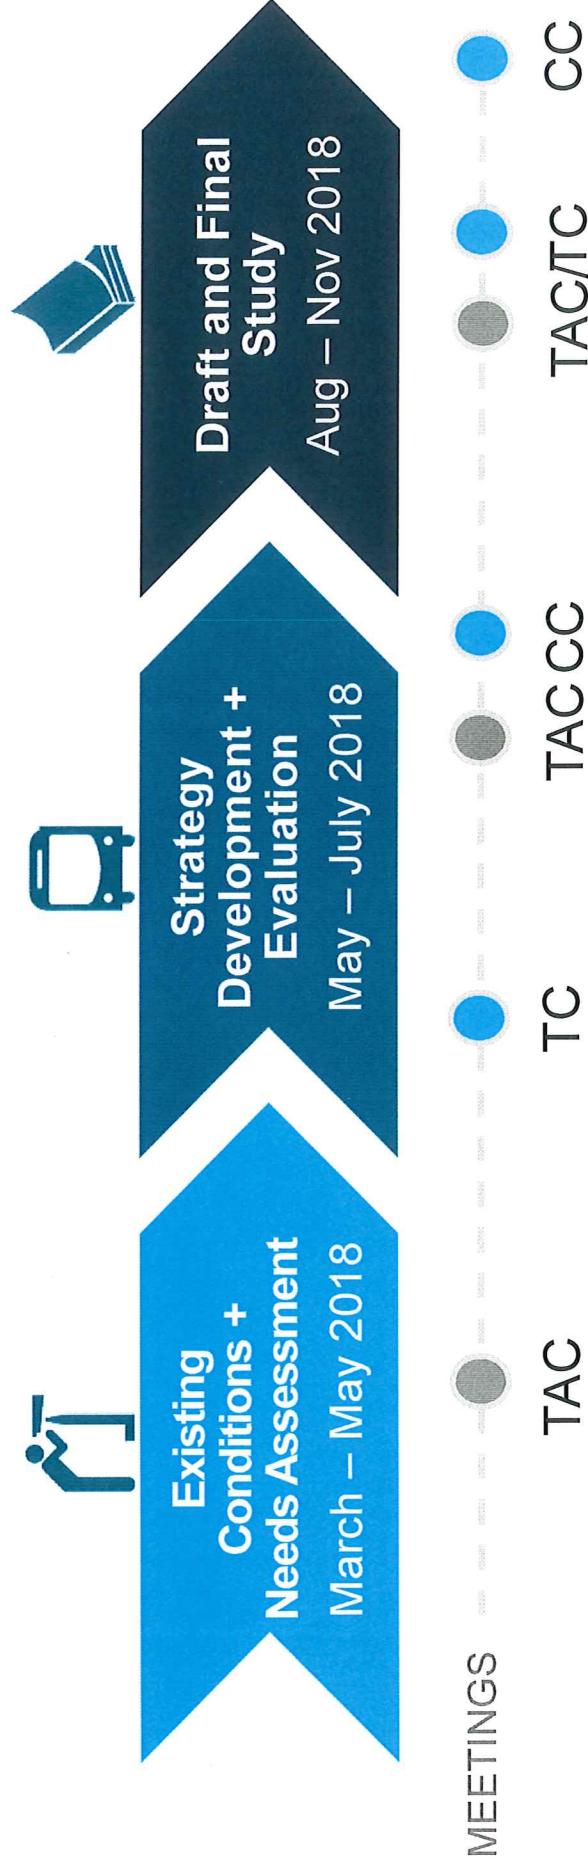 Existing
Conditions +
Needs Assessment
March – May 2018
Strategy
Development +
Evaluation
May – July 2018
Draft and Final
Study
Aug – Nov 2018
MEETINGS
TAC
TC
TAC CC
TAC/TC
CC